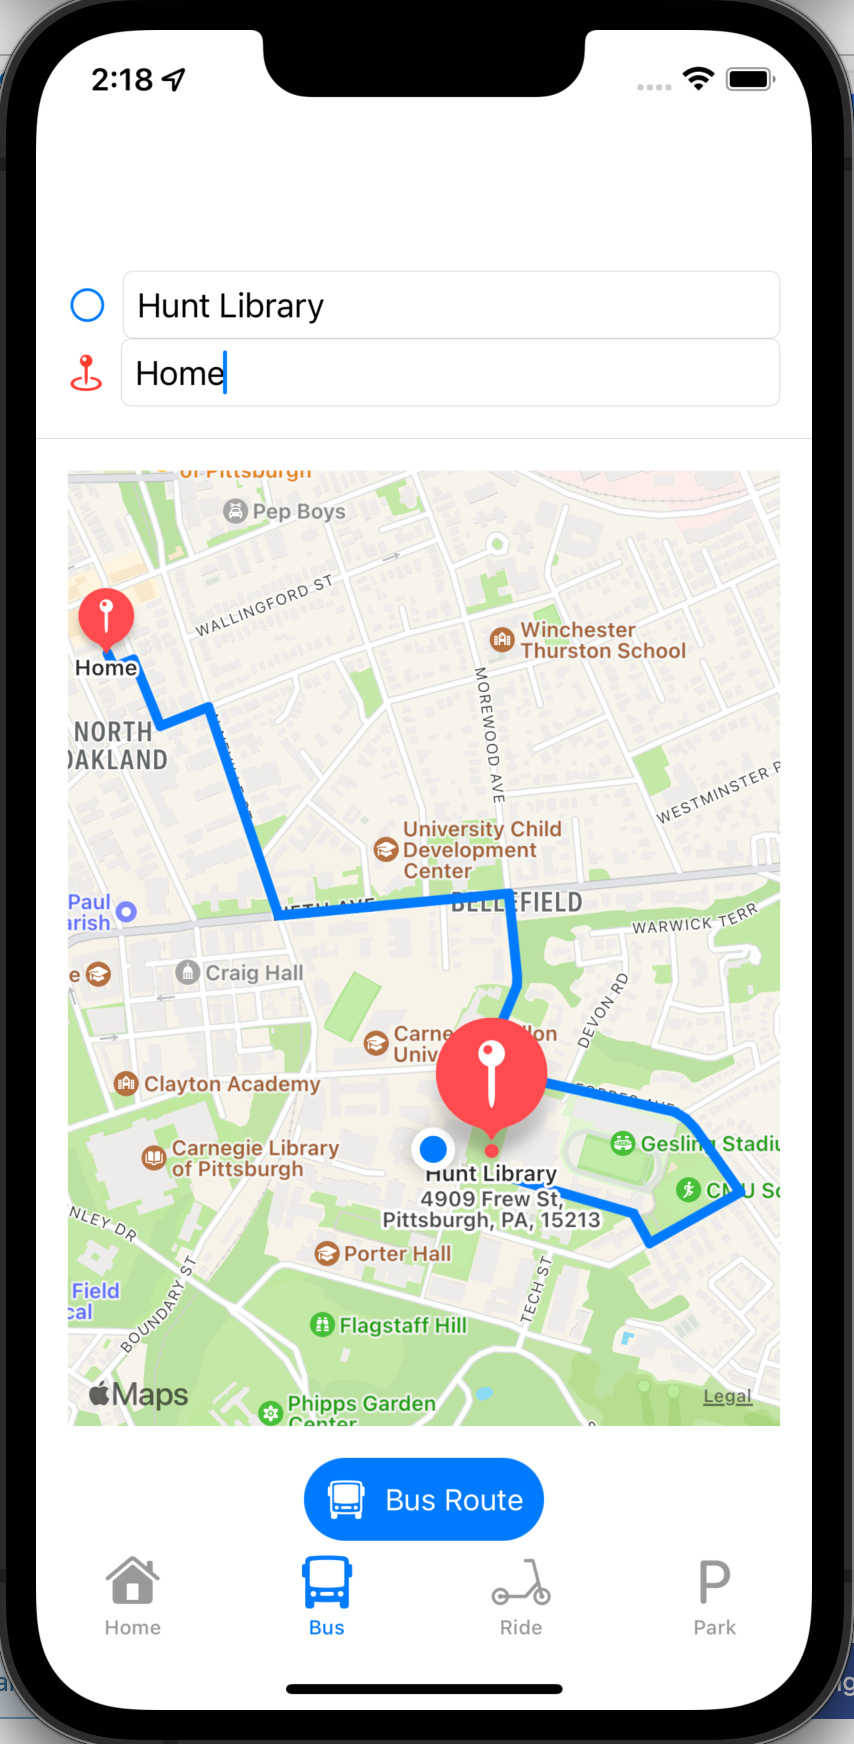 2:18
Hunt Library
Home
of Pittsburgh
Pep Boys
WALLINGFORD ST
Winchester
Thurston School
Home
MOREWOOD AVE
NORTH
OAKLAND
WESTMINSTER P
University Child
Development
Center
BELLEFIELD
Paul
arish
WARWICK TERR
e
Craig Hall
DEVON RD
Carne lon
Univ
FORBES AVE
Clayton Academy
Gesling Stadiu
Carnegie Library
of Pittsburgh
Hunt Library
4909 Frew St,
Pittsburgh, PA, 15213
CMU Sc
NLEY DR
Porter Hall
BOUNDARY ST
TECH ST
Field
cal
Flagstaff Hill
Maps
Legal
Phipps Garden
Center
Bus Route
Home
Bus
Ride
P
Park